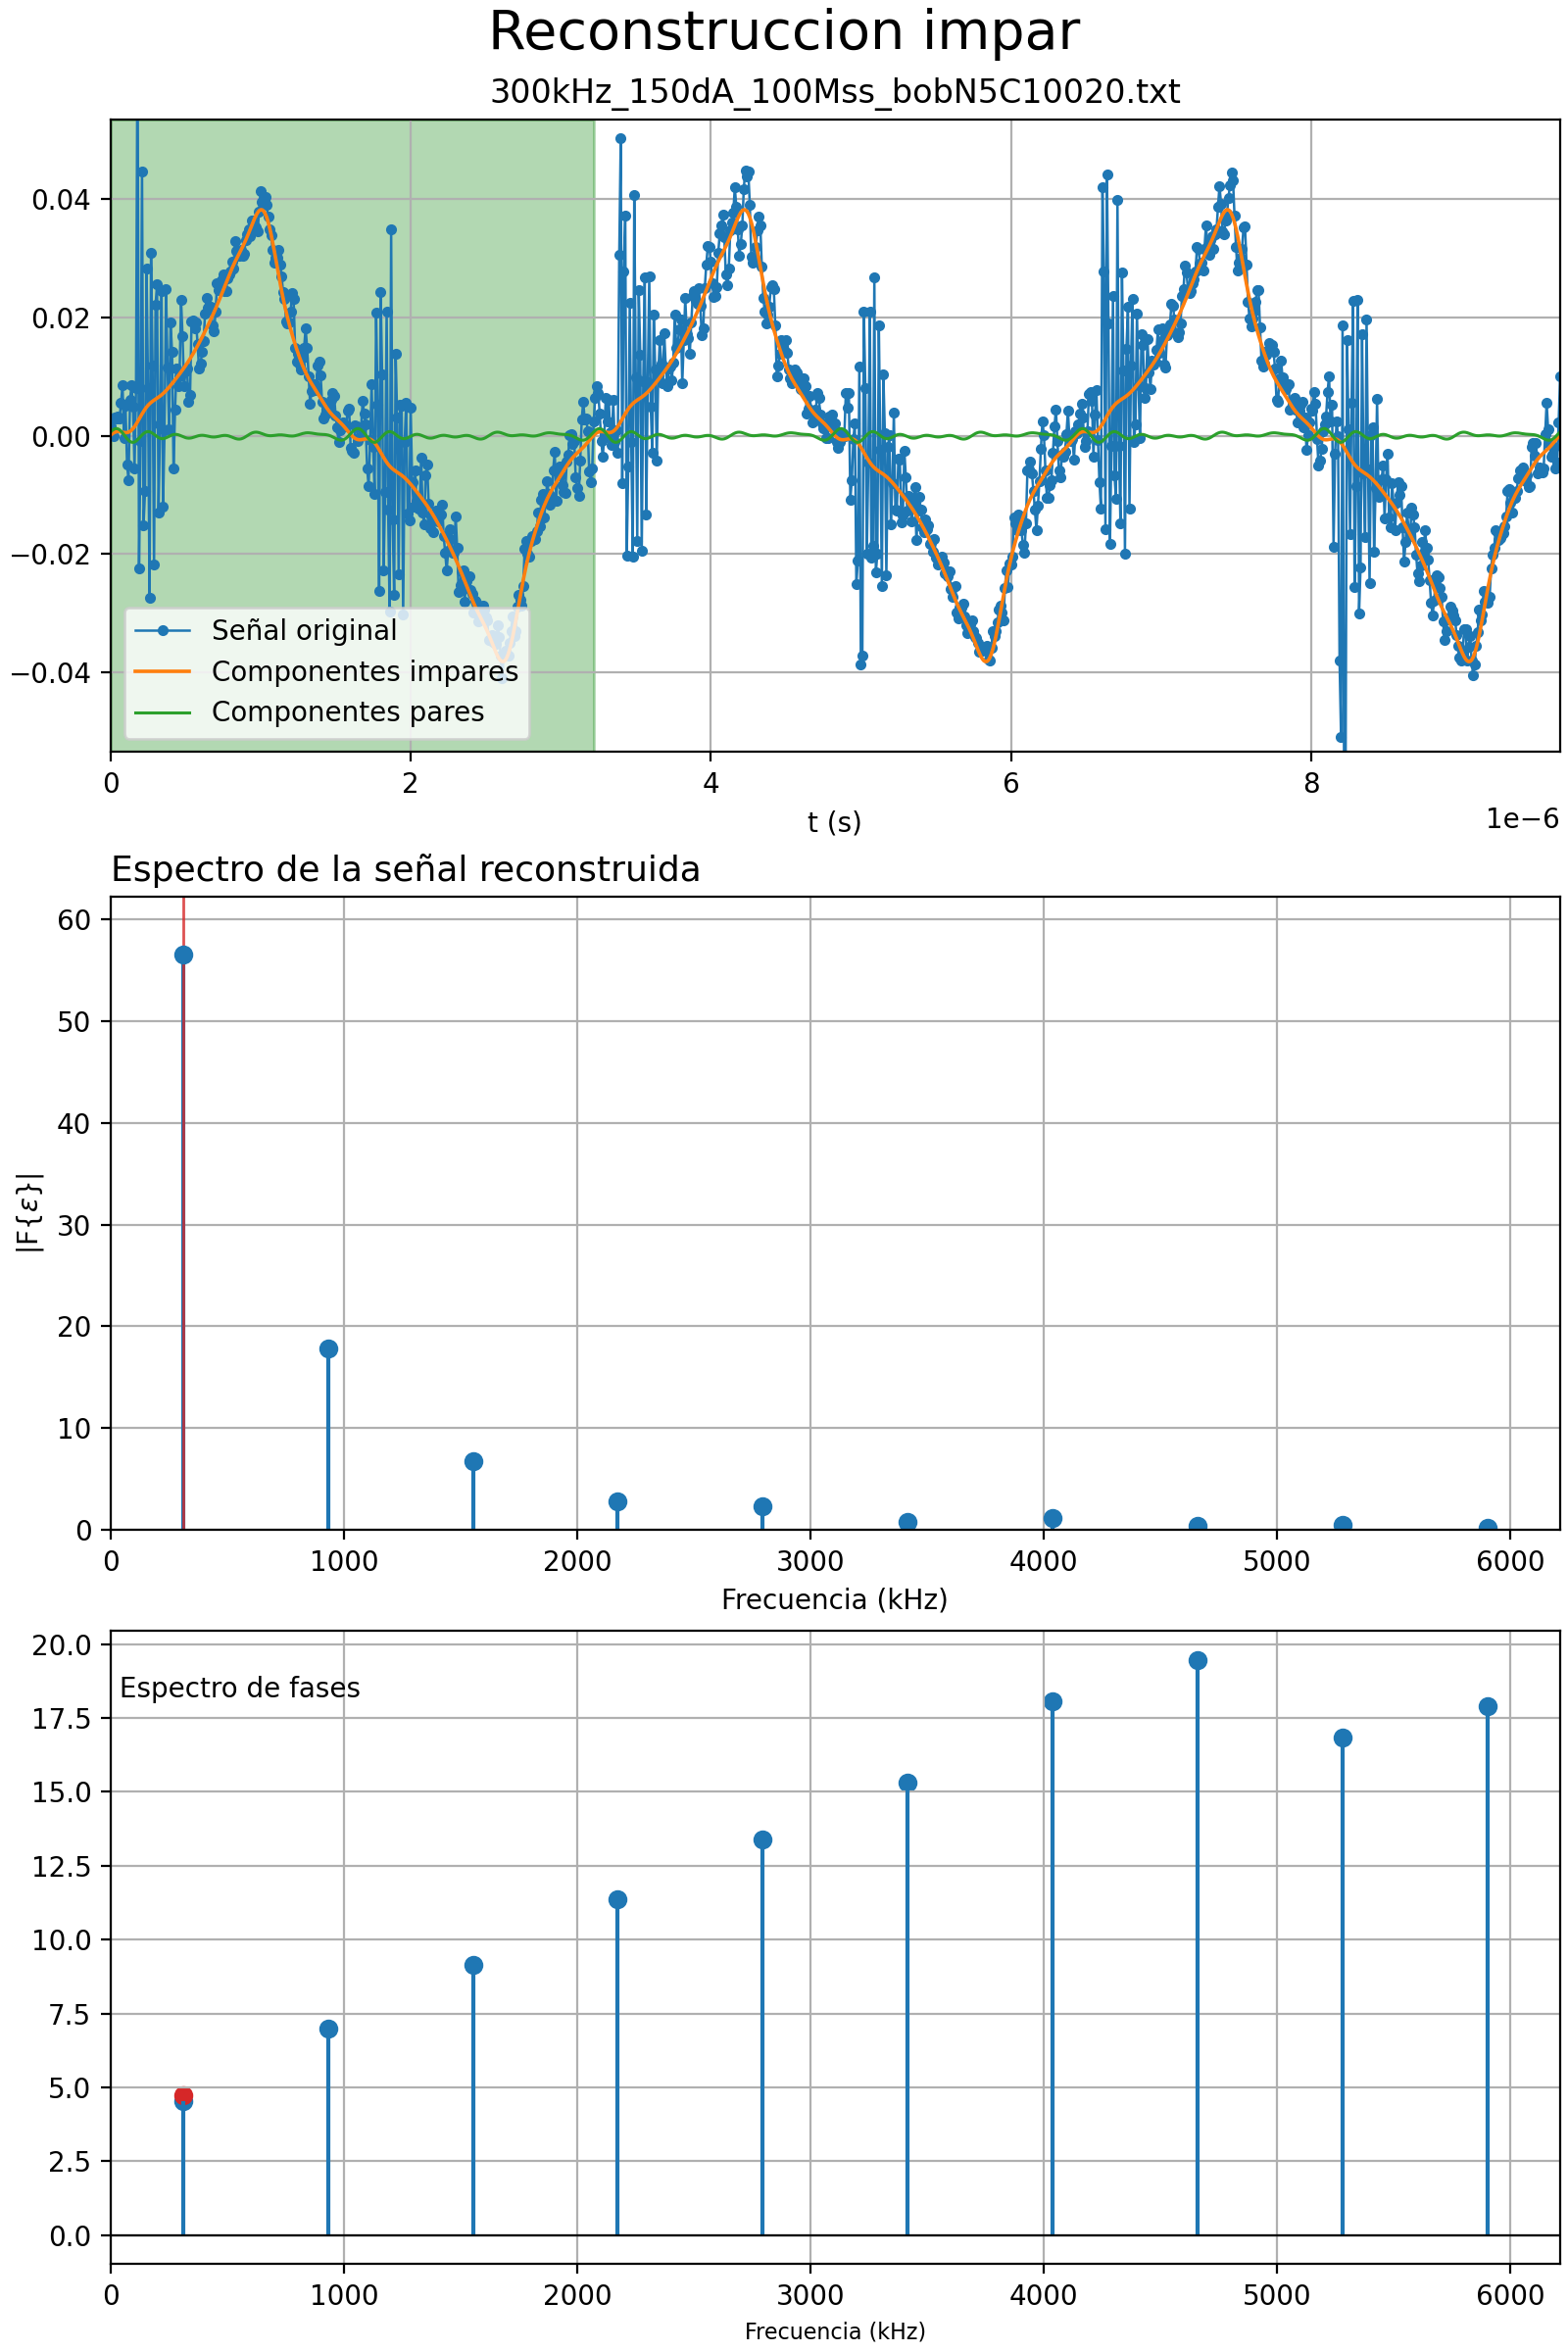 Reconstruccion impar
300kHz_150dA_100Mss_bobN5C10020.txt
0.04
0.02
0.00
−0.02
−0.04
Señal original
Componentes impares
Componentes pares
0 2 4 6 8
t (s)
1e−6
Espectro de la señal reconstruida
60
50
40
30
20
10
0
|F{ε}|
0 1000 2000 3000 4000 5000 6000
Frecuencia (kHz)
20.0
Espectro de fases
17.5
15.0
12.5
10.0
7.5
5.0
2.5
0.0
0 1000 2000 3000 4000 5000 6000
Frecuencia (kHz)